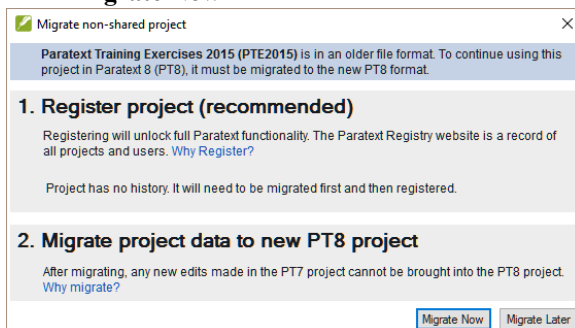 Migrate non-shared project
Paratext Training Exercises 2015 (PTE2015) is in an older file format. To continue using this
project in Paratext 8 (PT8), it must be migrated to the new PT8 format.
1. Register project (recommended)
Registering will unlock full Paratext functionality. The Paratext Registry website is a record of
all projects and users. Why Register?
Project has no history. It will need to be migrated first and then registered.
2. Migrate project data to new PT8 project
After migrating, any new edits made in the PT7 project cannot be brought into the PT8 project.
Why migrate?
Migrate Now Migrate Later